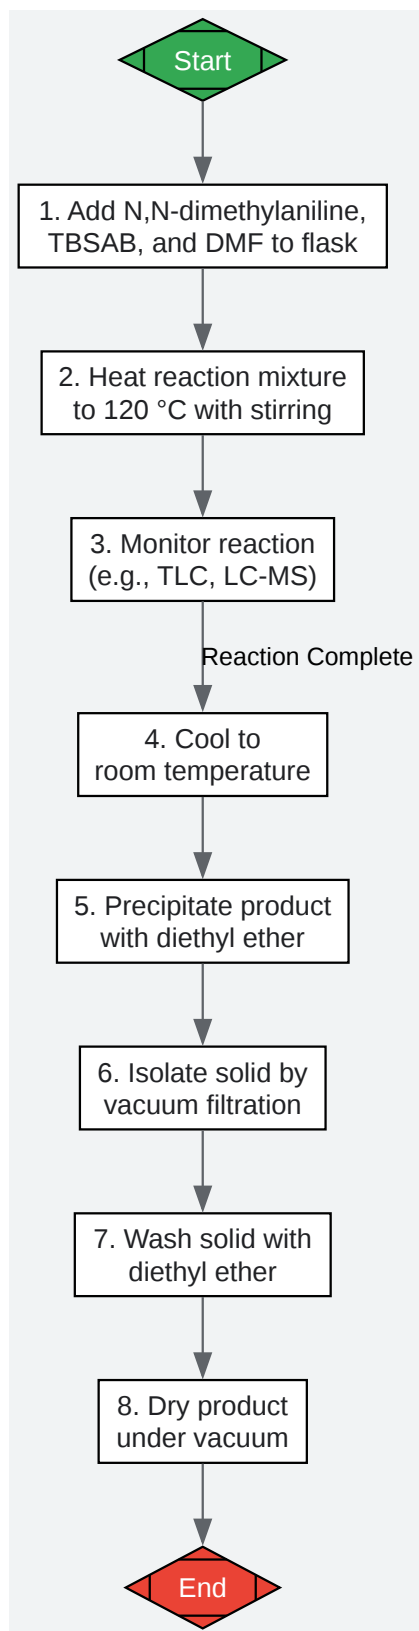 Start
1. Add N,N-dimethylaniline,
TBSAB, and DMF to flask
2. Heat reaction mixture
to 120 °C with stirring
3. Monitor reaction
(e.g., TLC, LC-MS)
Reaction Complete
4. Cool to
room temperature
5. Precipitate product
with diethyl ether
6. Isolate solid by
vacuum filtration
7. Wash solid with
diethyl ether
8. Dry product
under vacuum
End